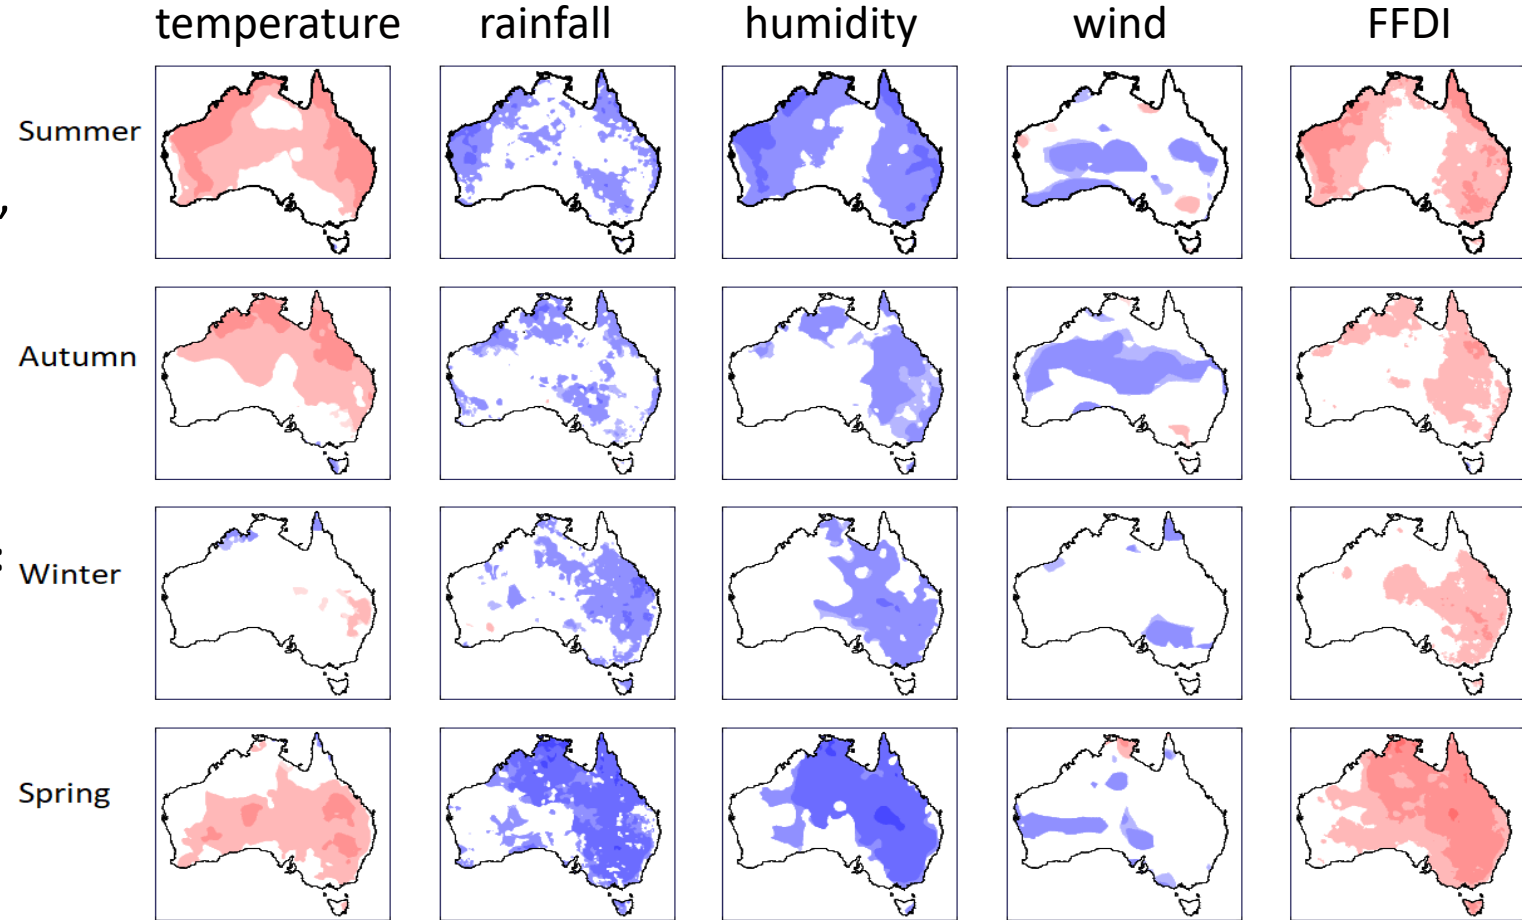 temperature rainfall humidity wind FFDI
Summer
,
Autumn
:
Winter
Spring